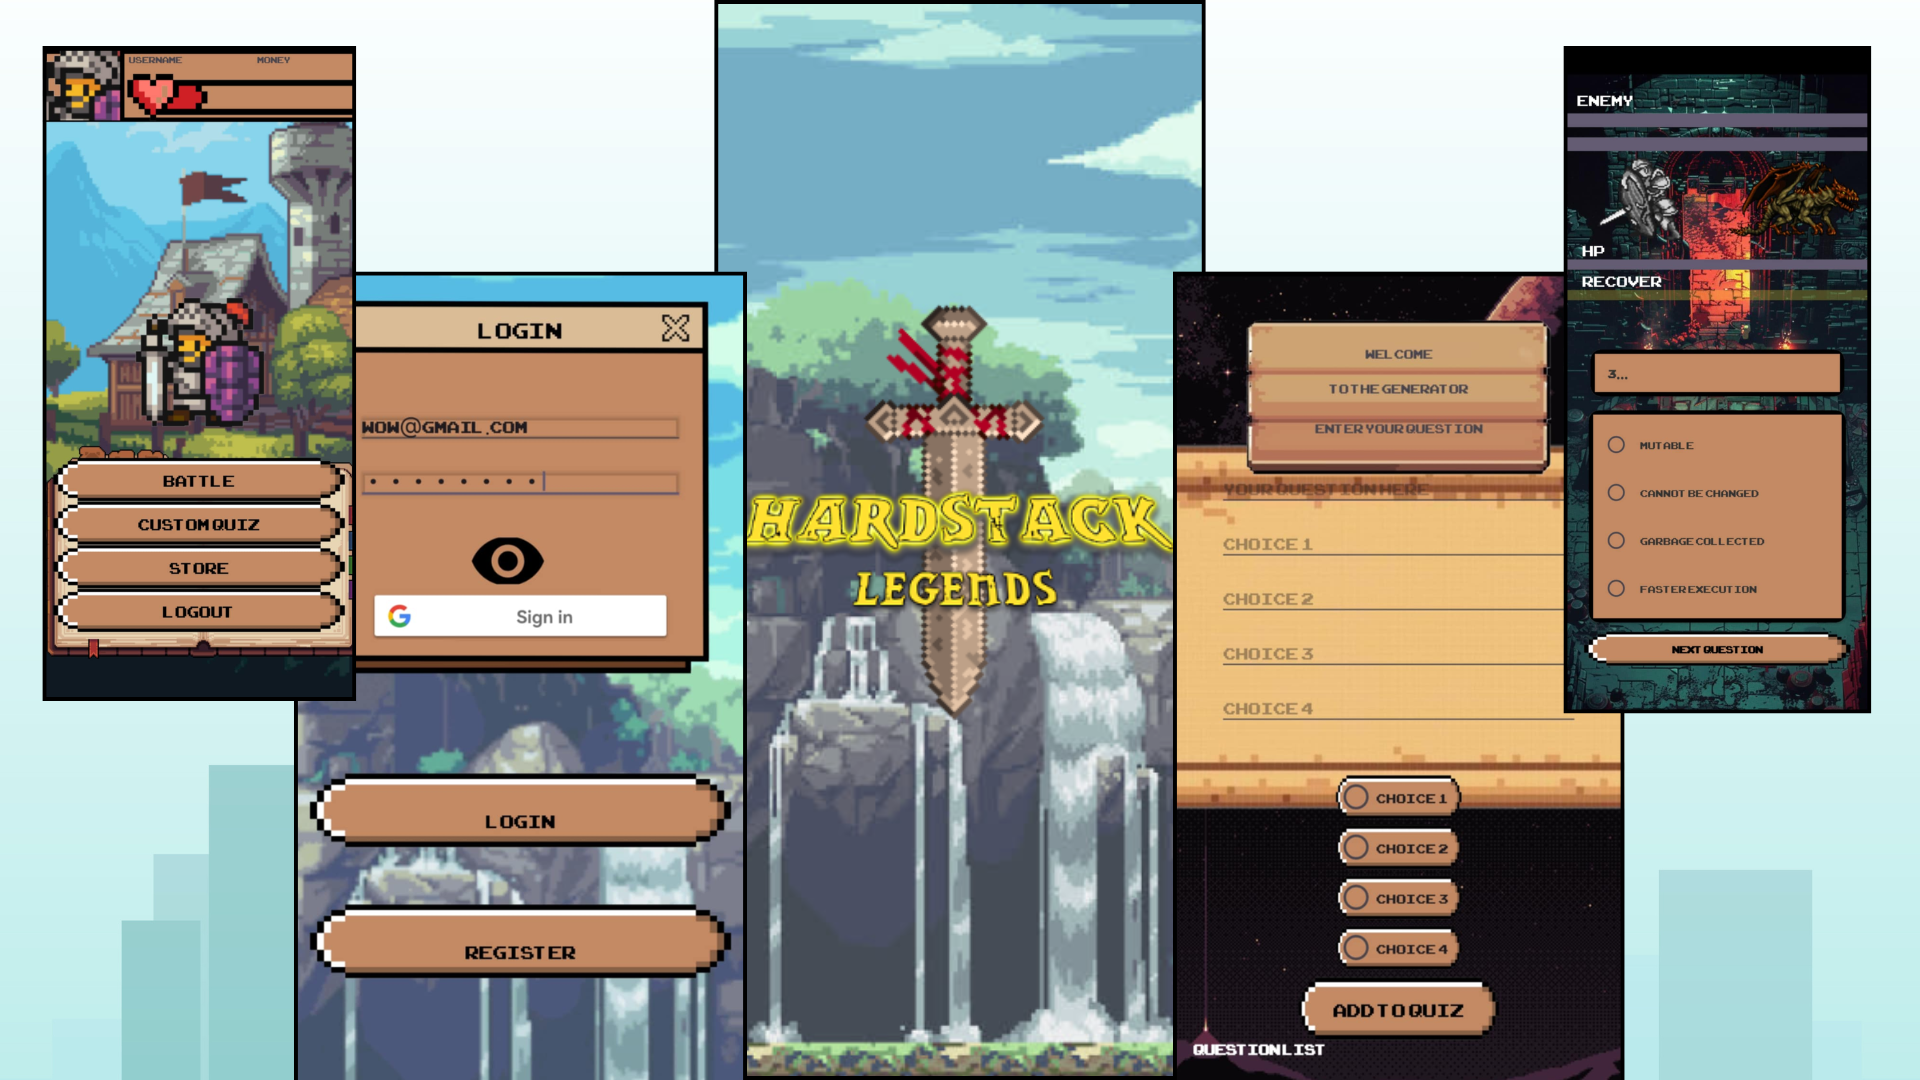 USERNAME MONEY
BATTLE
CUSTOM QUIZ
STORE
LOGOUT
LOGIN
WOW@GMAIL.COM
Sign in
LOGIN
REGISTER
HARDSTACK
LEGENDS
WELCOME
TO THE GENERATOR
ENTER YOUR QUESTION
YOUR QUESTION HERE
CHOICE 1
CHOICE 2
CHOICE 3
CHOICE 4
CHOICE 1
CHOICE 2
CHOICE 3
CHOICE 4
ADD TO QUIZ
QUESTION LIST
ENEMY
HP
RECOVER
3...
MUTABLE
CANNOT BE CHANGED
GARBAGE COLLECTED
FASTER EXECUTION
NEXT QUESTION